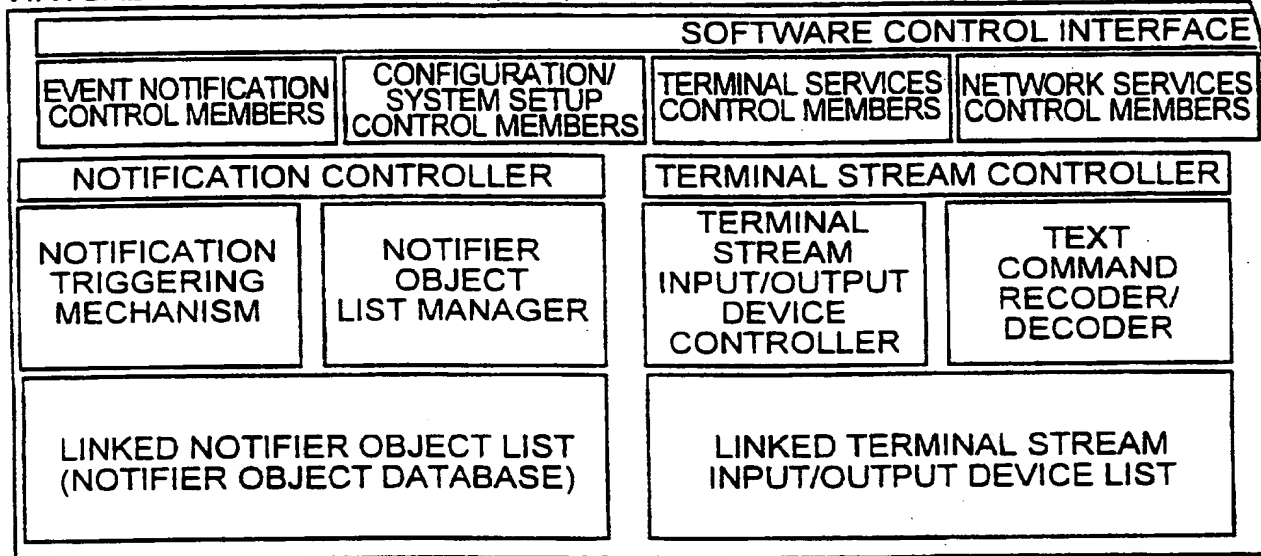 SOFTWARE CONTROL INTERFACE
EVENT NOTIFICATION
CONTROL MEMBERS
CONFIGURATION/
SYSTEM SETUP
CONTROL MEMBERS
TERMINAL SERVICES
CONTROL MEMBERS
NETWORK SERVICES
CONTROL MEMBERS
NOTIFICATION CONTROLLER
TERMINAL STREAM CONTROLLER
NOTIFICATION
TRIGGERING
MECHANISM
NOTIFIER
OBJECT
LIST MANAGER
TERMINAL
STREAM
INPUT/OUTPUT
DEVICE
CONTROLLER
TEXT
COMMAND
RECODER/
DECODER
LINKED NOTIFIER OBJECT LIST
(NOTIFIER OBJECT DATABASE)
LINKED TERMINAL STREAM
INPUT/OUTPUT DEVICE LIST